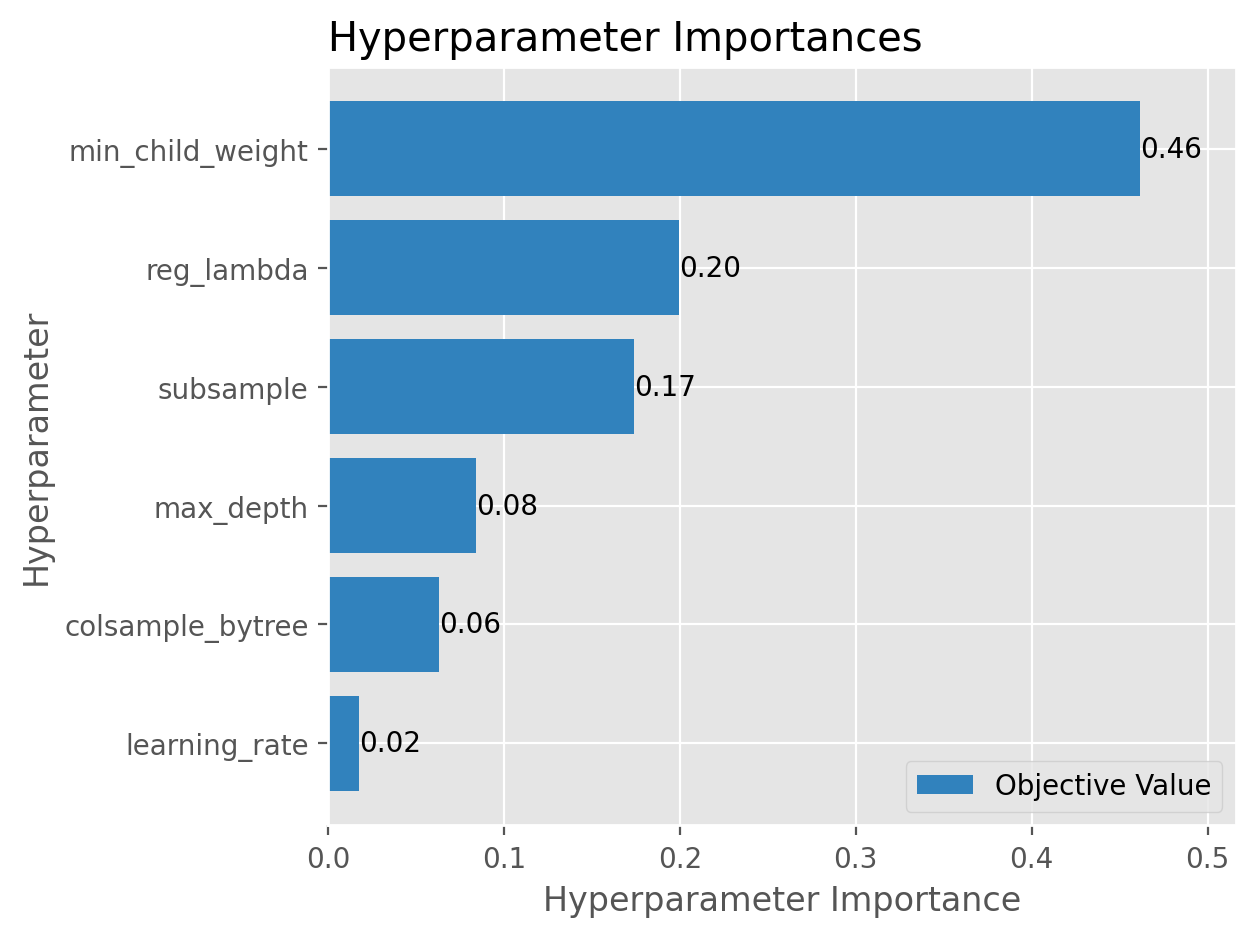 Hyperparameter Importances
min_child_weight
0.46
reg_lambda
0.20
subsample
0.17
max_depth
0.08
colsample_bytree
0.06
learning_rate
0.02
Hyperparameter
Objective Value
0.0 0.1 0.2 0.3 0.4 0.5
Hyperparameter Importance